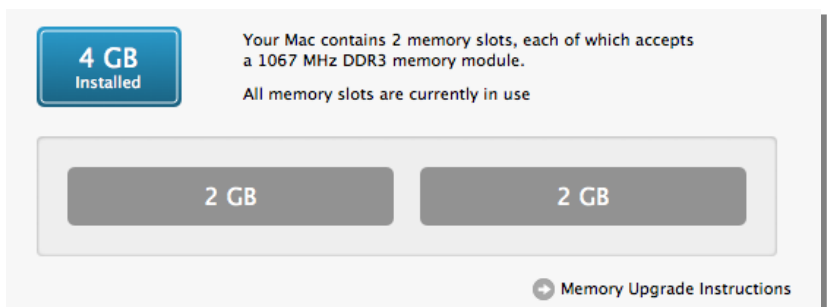 4 GB
Installed
Your Mac contains 2 memory slots, each of which accepts
a 1067 MHz DDR3 memory module.
All memory slots are currently in use
2 GB
2 GB
Memory Upgrade Instructions